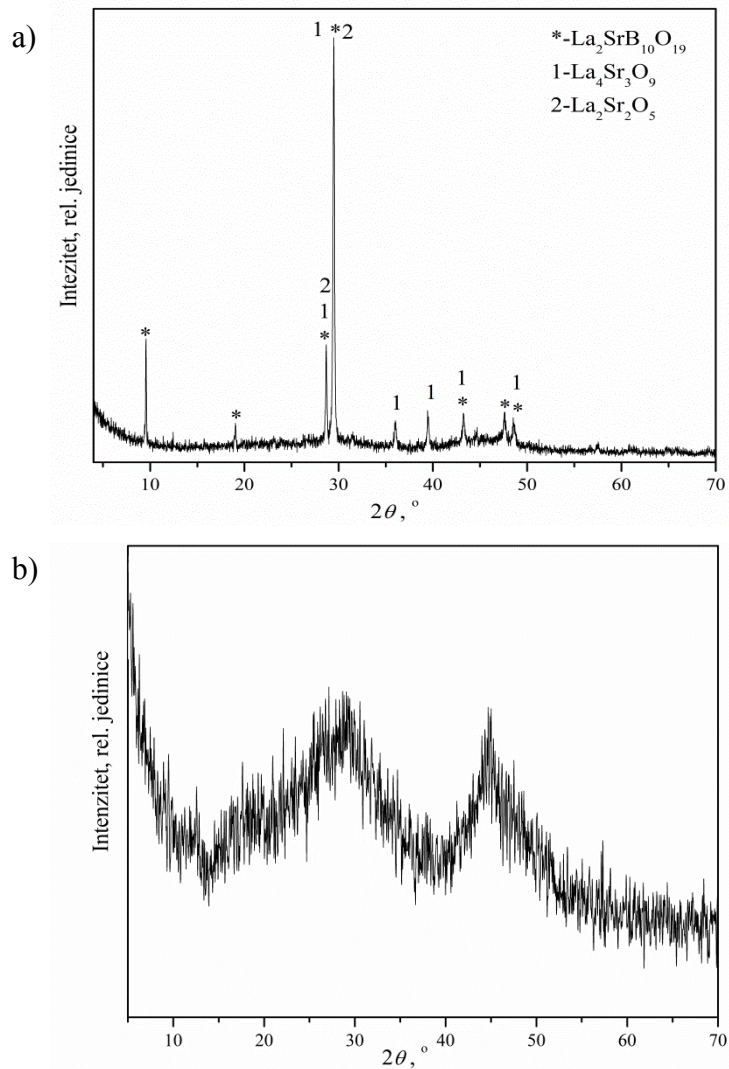 a)
1 *2
*-La₂SrB₁₀O₁₉
1-La₄Sr₃O₉
2-La₂Sr₂O₅
Intezitet, rel. jedinice
2
1
*
*
*
1
1
1
*
*
1
*
10 20 30 40 50 60 70
2θ, °
b)
Intenzitet, rel. jedinice
10 20 30 40 50 60 70
2θ, °